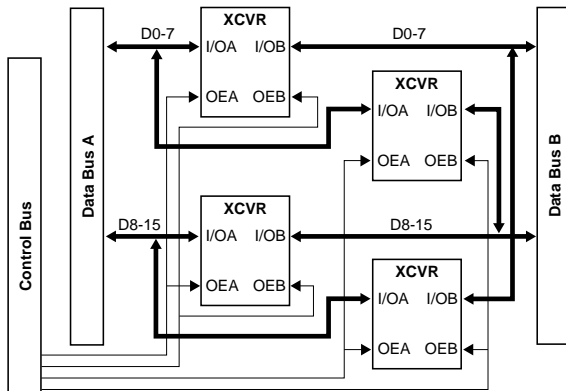 XCVR
D0-7
I/OA I/OB
D0-7
OEA OEB
XCVR
I/OA I/OB
OEA OEB
Control Bus
Data Bus A
Data Bus B
XCVR
D8-15
I/OA I/OB
D8-15
OEA OEB
XCVR
I/OA I/OB
OEA OEB